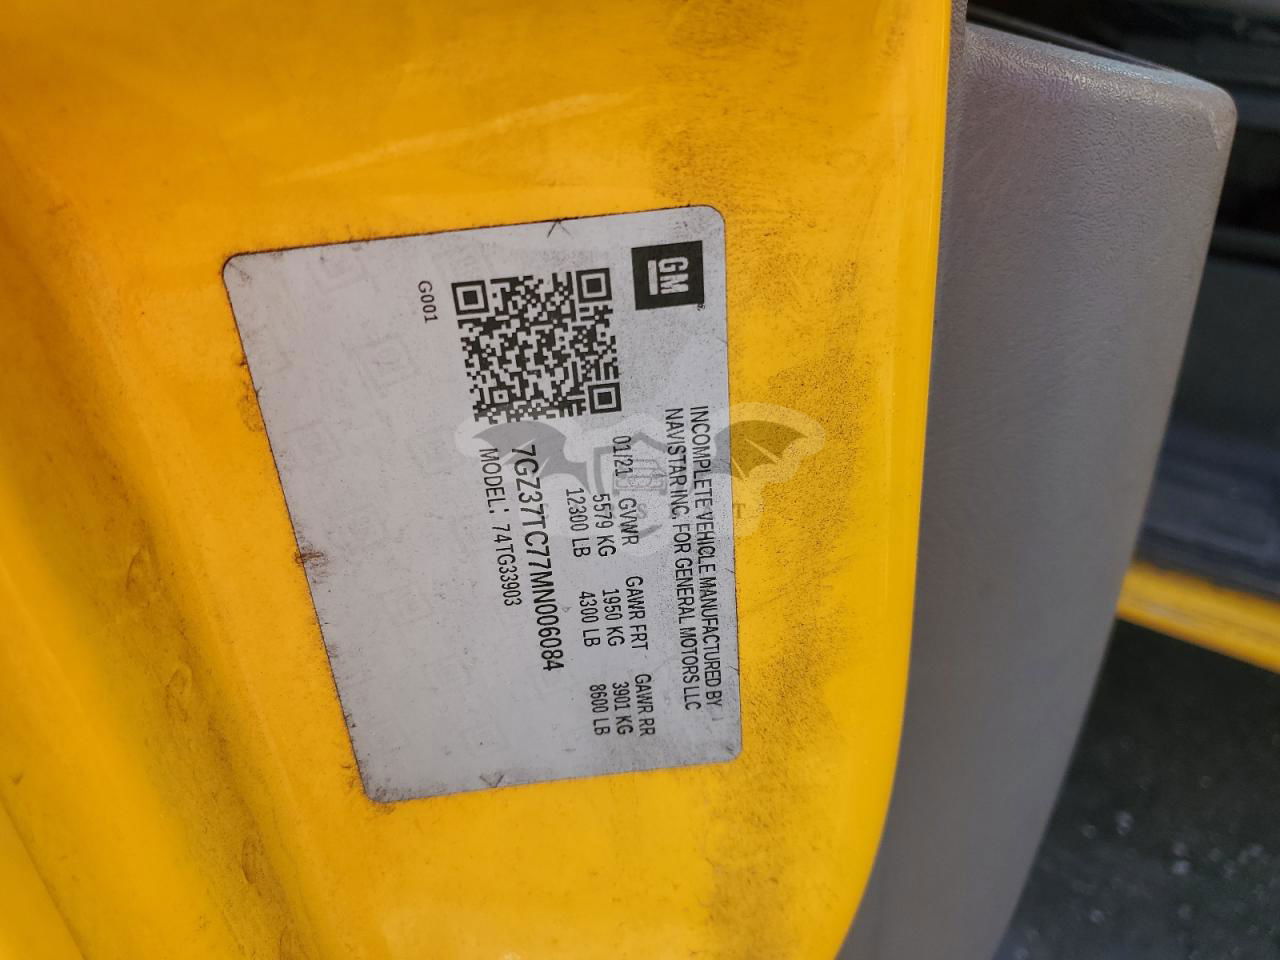 GM
INCOMPLETE VEHICLE MANUFACTURED BY
NAVISTAR INC. FOR GENERAL MOTORS LLC
01/21 GVWR GAWR FRT GAWR RR
5579 KG 1950 KG 3901 KG
12300 LB 4300 LB 8600 LB
7GZ37TC77MN006084
MODEL: 74TG33903
G001